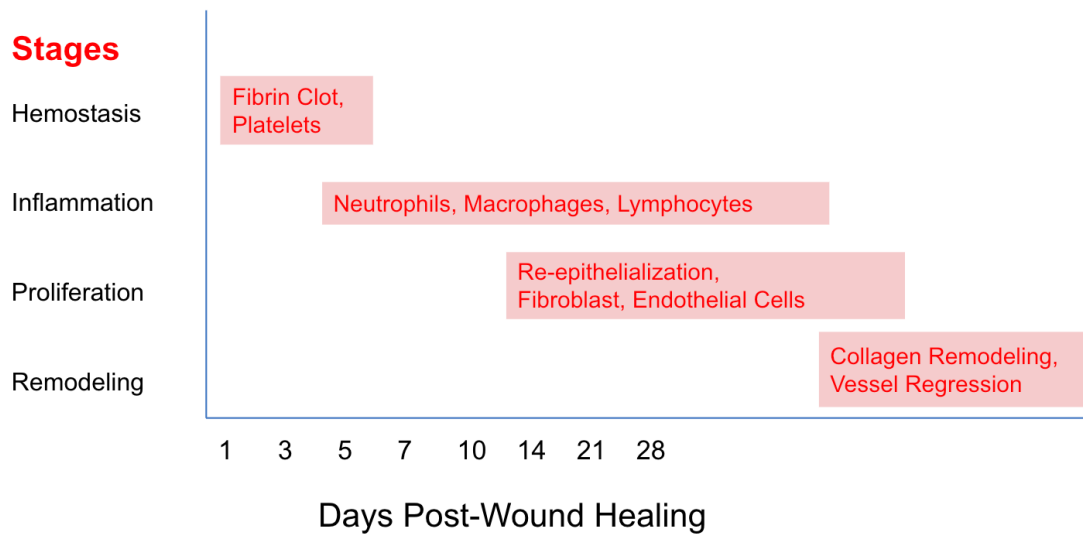 Stages
Hemostasis
Fibrin Clot,
Platelets
Inflammation
Neutrophils, Macrophages, Lymphocytes
Proliferation
Re-epithelialization,
Fibroblast, Endothelial Cells
Remodeling
Collagen Remodeling,
Vessel Regression
1 3 5 7 10 14 21 28
Days Post-Wound Healing